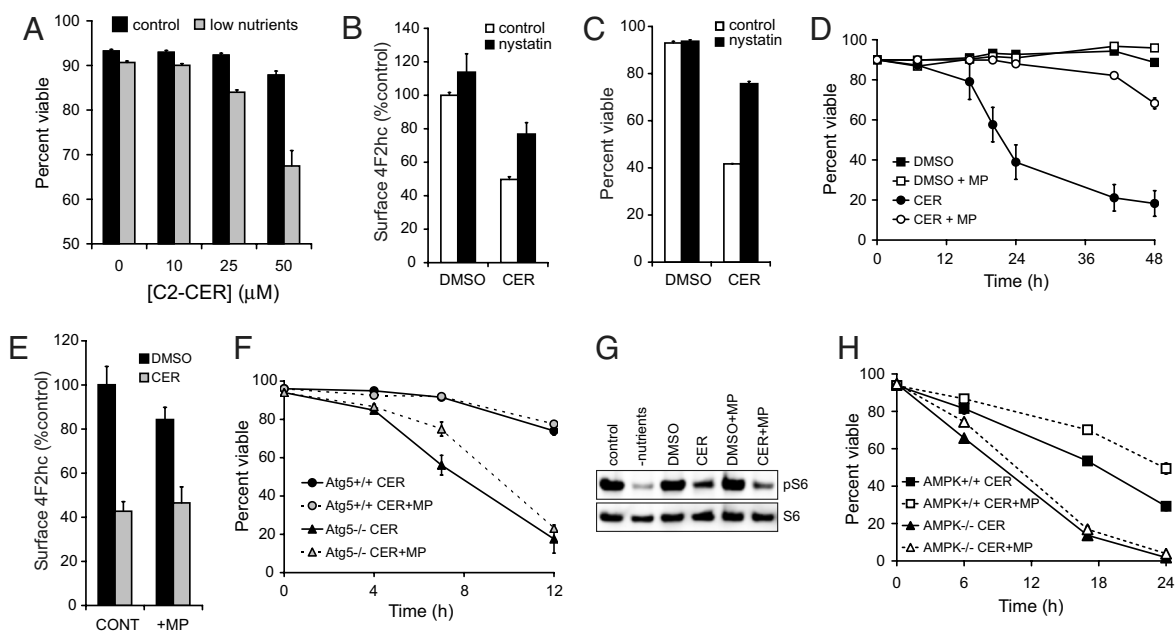 A
control
low nutrients
Percent viable
100
90
80
70
60
50
0 10 25 50
[C2-CER] (µM)
B
control
nystatin
Surface 4F2hc (%control)
160
140
120
100
80
60
40
20
0
DMSO CER
C
control
nystatin
Percent viable
100
80
60
40
20
0
DMSO CER
D
Percent viable
100
80
60
40
20
0
DMSO
DMSO + MP
CER
CER + MP
0 12 24 36 48
Time (h)
E
DMSO
CER
Surface 4F2hc (%control)
120
100
80
60
40
20
0
CONT +MP
F
Percent viable
100
80
60
40
20
0
Atg5+/+ CER
Atg5+/+ CER+MP
Atg5-/- CER
Atg5-/- CER+MP
0 4 8 12
Time (h)
G
control
-nutrients
DMSO
CER
DMSO+MP
CER+MP
pS6
S6
H
Percent viable
100
80
60
40
20
0
AMPK+/+ CER
AMPK+/+ CER+MP
AMPK-/- CER
AMPK-/- CER+MP
0 6 12 18 24
Time (h)